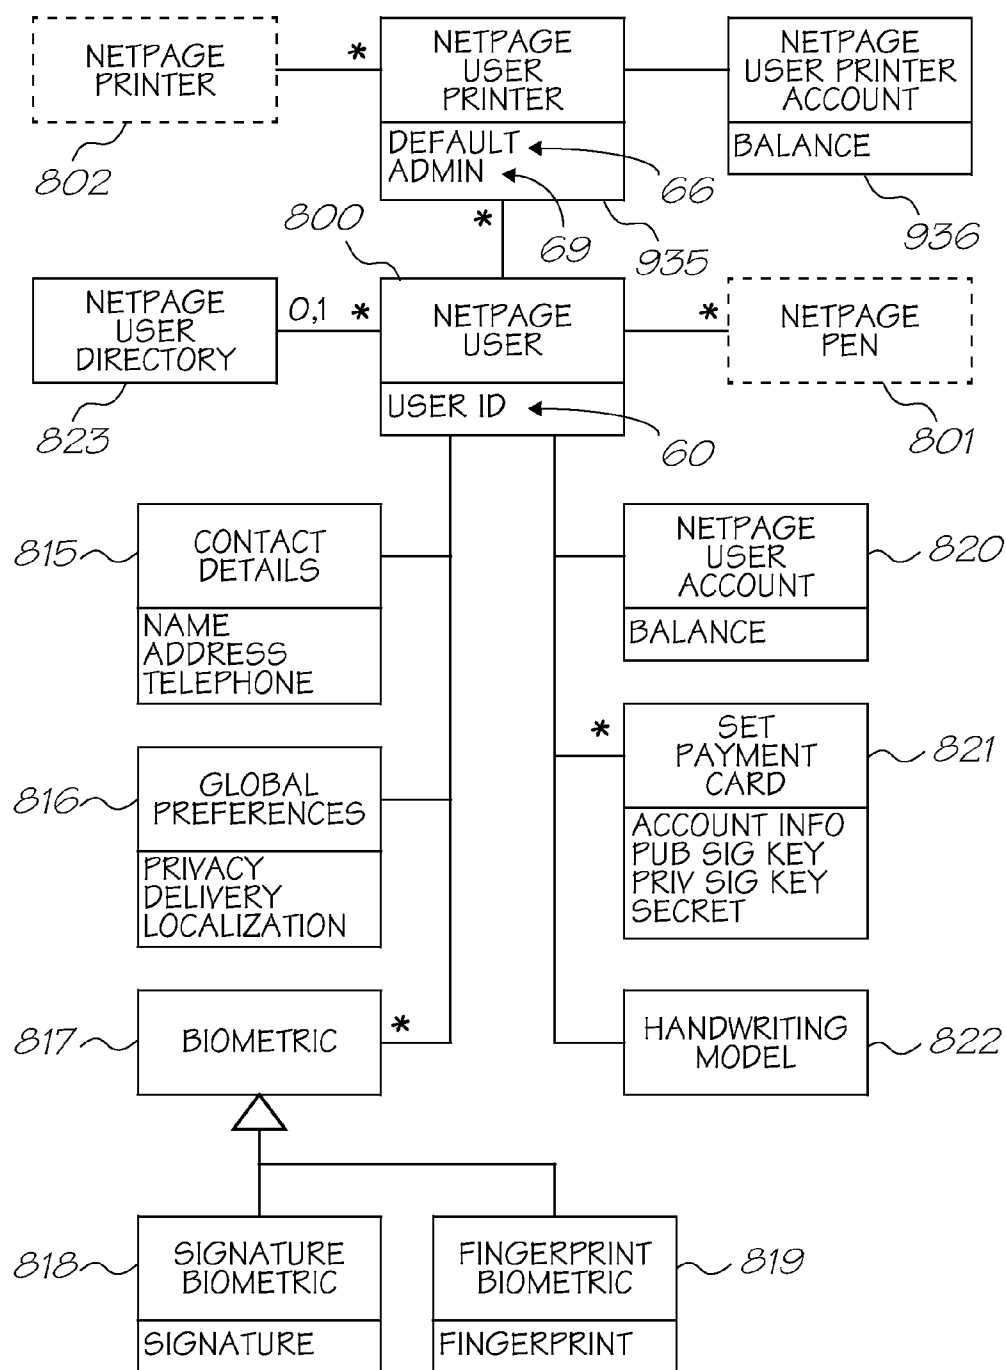 NETPAGE
PRINTER
802
*
NETPAGE
USER
PRINTER
DEFAULT
ADMIN
66
69
935
NETPAGE
USER PRINTER
ACCOUNT
BALANCE
936
*
800
NETPAGE
USER
DIRECTORY
823
0,1 *
NETPAGE
USER
USER ID
60
*
NETPAGE
PEN
801
815
CONTACT
DETAILS
NAME
ADDRESS
TELEPHONE
NETPAGE
USER
ACCOUNT
BALANCE
820
816
GLOBAL
PREFERENCES
PRIVACY
DELIVERY
LOCALIZATION
*
SET
PAYMENT
CARD
ACCOUNT INFO
PUB SIG KEY
PRIV SIG KEY
SECRET
821
817
BIOMETRIC
*
HANDWRITING
MODEL
822
818
SIGNATURE
BIOMETRIC
SIGNATURE
FINGERPRINT
BIOMETRIC
FINGERPRINT
819